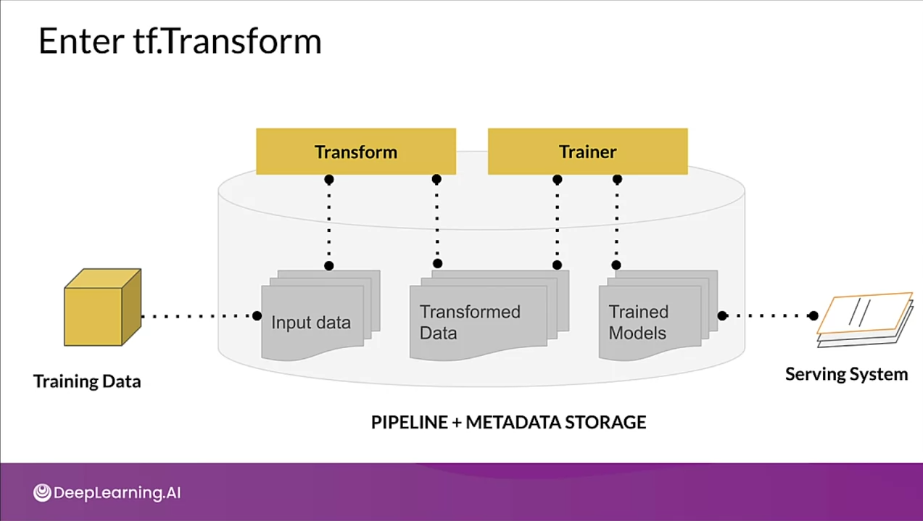 Enter tf.Transform
Transform
Trainer
Input data
Transformed
Data
Trained
Models
Training Data
Serving System
PIPELINE + METADATA STORAGE
DeepLearning.AI